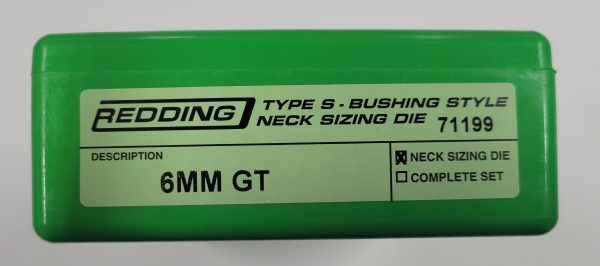 REDDING TYPE S - BUSHING STYLE
NECK SIZING DIE 71199
DESCRIPTION
6MM GT
☒ NECK SIZING DIE
☐ COMPLETE SET